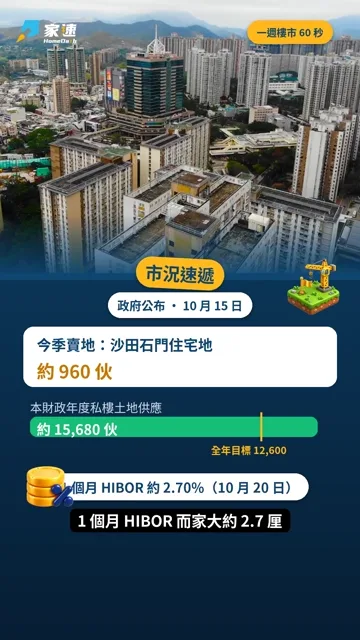 家速
HomeDash
一週樓市 60 秒
市況速遞
政府公布 • 10 月 15 日
今季賣地：沙田石門住宅地
約 960 伙
本財政年度私樓土地供應
約 15,680 伙
全年目標 12,600
個月 HIBOR 約 2.70%（10 月 20 日）
1 個月 HIBOR 而家大約 2.7 厘